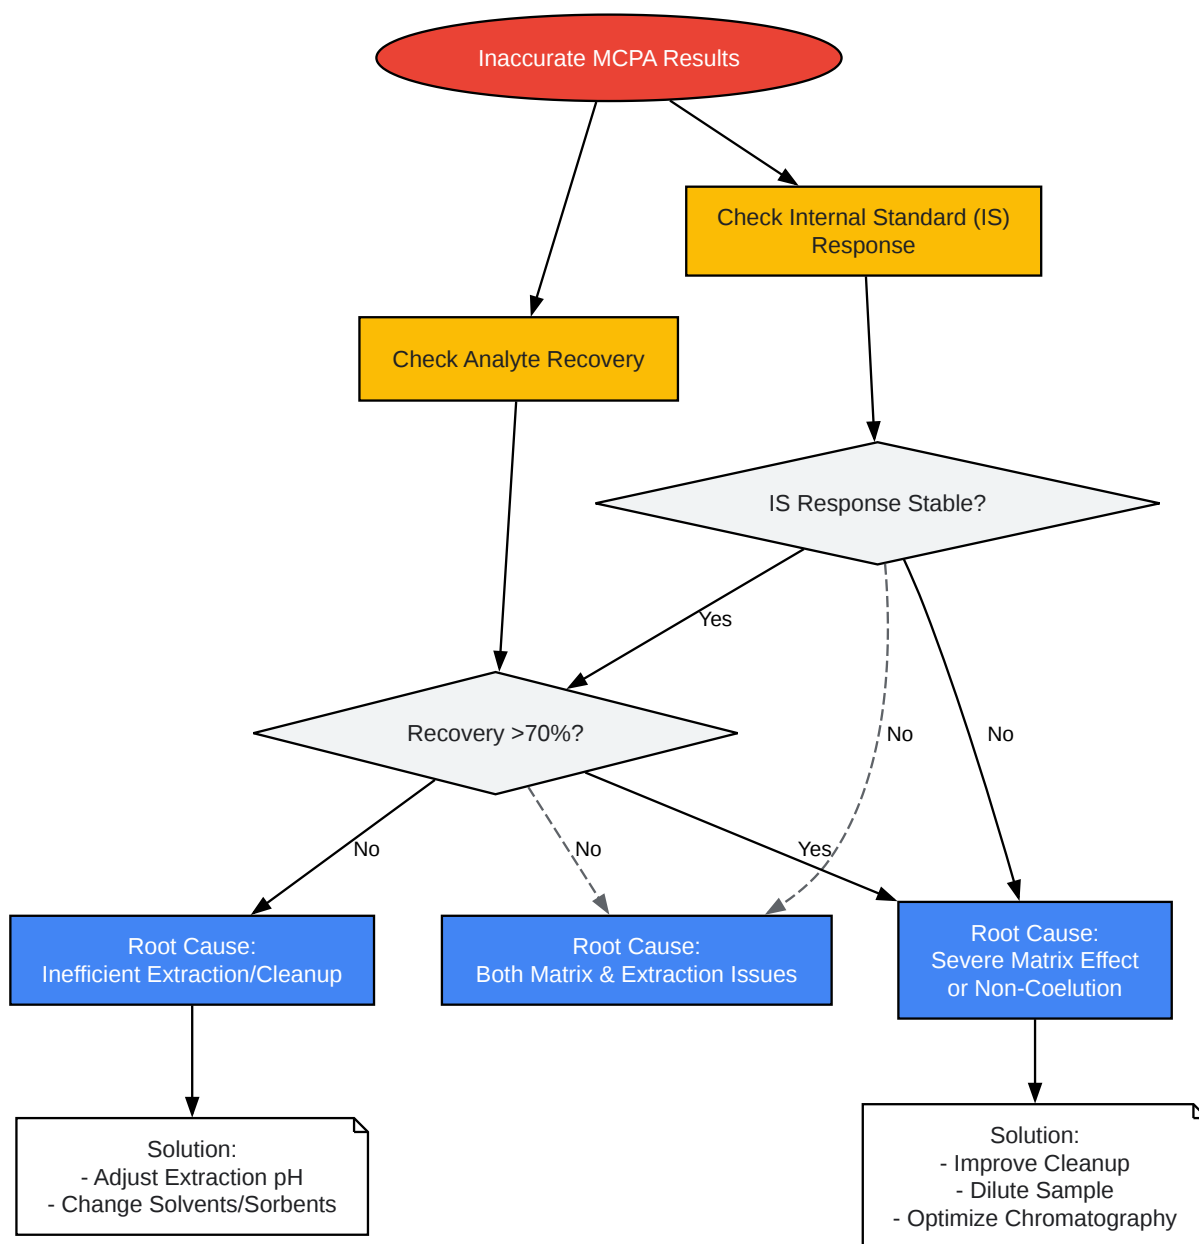 Inaccurate MCPA Results
Check Internal Standard (IS)
Response
Check Analyte Recovery
IS Response Stable?
Yes
Recovery >70%?
No
No
No
No
Yes
Root Cause:
Inefficient Extraction/Cleanup
Root Cause:
Both Matrix & Extraction Issues
Root Cause:
Severe Matrix Effect
or Non-Coelution
Solution:
- Adjust Extraction pH
- Change Solvents/Sorbents
Solution:
- Improve Cleanup
- Dilute Sample
- Optimize Chromatography